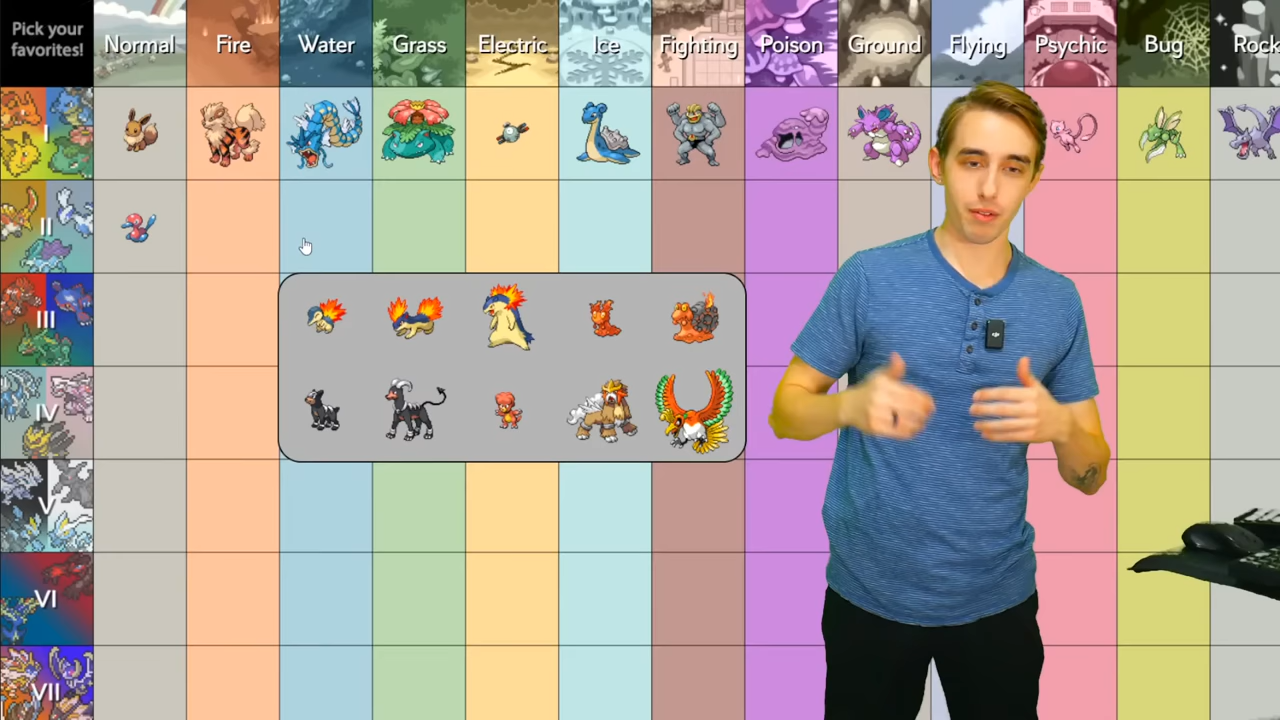 Pick your
favorites!
Normal
Fire
Water
Grass
Electric
Ice
Fighting
Poison
Ground
Flying
Psychic
Bug
Rock
I
II
III
IV
V
VI
VII